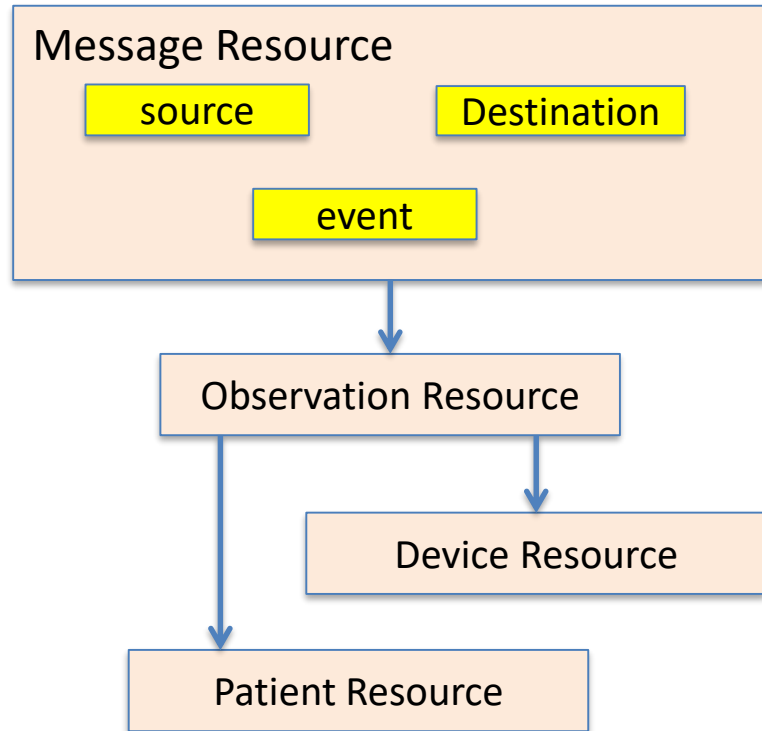 Message Resource
source
Destination
event
Observation Resource
Device Resource
Patient Resource